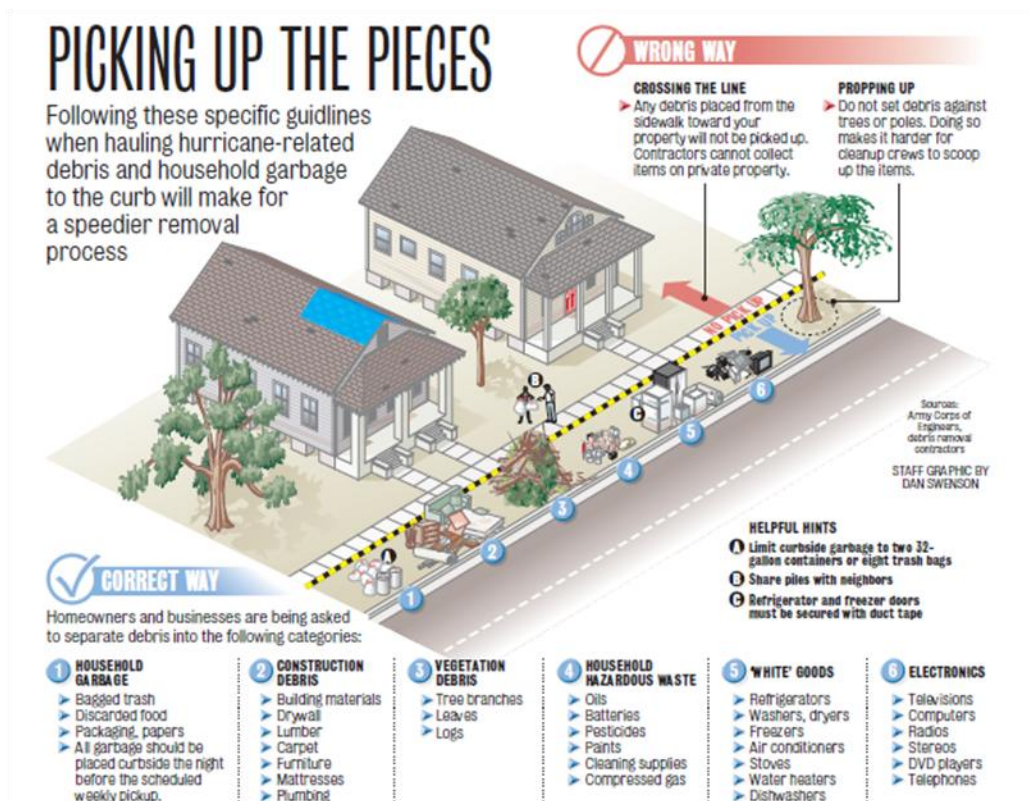 PICKING UP THE PIECES
Following these specific guidlines
when hauling hurricane-related
debris and household garbage
to the curb will make for
a speedier removal
process
WRONG WAY
CROSSING THE LINE
Any debris placed from the
sidewalk toward your
property will not be picked up.
Contractors cannot collect
items on private property.
PROPPING UP
Do not set debris against
trees or poles. Doing so
makes it harder for
cleanup crews to scoop
up the items.
NO PICK UP
PICK UP
B
C
A
6
5
4
3
2
1
Sources:
Army Corps of
Engineers,
debris removal
contractors
STAFF GRAPHIC BY
DAN SWENSON
HELPFUL HINTS
A Limit curbside garbage to two 32-
gallon containers or eight trash bags
B Share piles with neighbors
C Refrigerator and freezer doors
must be secured with duct tape
CORRECT WAY
Homeowners and businesses are being asked
to separate debris into the following categories:
1 HOUSEHOLD
GARBAGE
Bagged trash
Discarded food
Packaging, papers
All garbage should be
placed curbside the night
before the scheduled
weekly pickup.
2 CONSTRUCTION
DEBRIS
Building materials
Drywall
Lumber
Carpet
Furniture
Mattresses
Plumbing
3 VEGETATION
DEBRIS
Tree branches
Leaves
Logs
4 HOUSEHOLD
HAZARDOUS WASTE
Oils
Batteries
Pesticides
Paints
Cleaning supplies
Compressed gas
5 'WHITE' GOODS
Refrigerators
Washers, dryers
Freezers
Air conditioners
Stoves
Water heaters
Dishwashers
6 ELECTRONICS
Televisions
Computers
Radios
Stereos
DVD players
Telephones